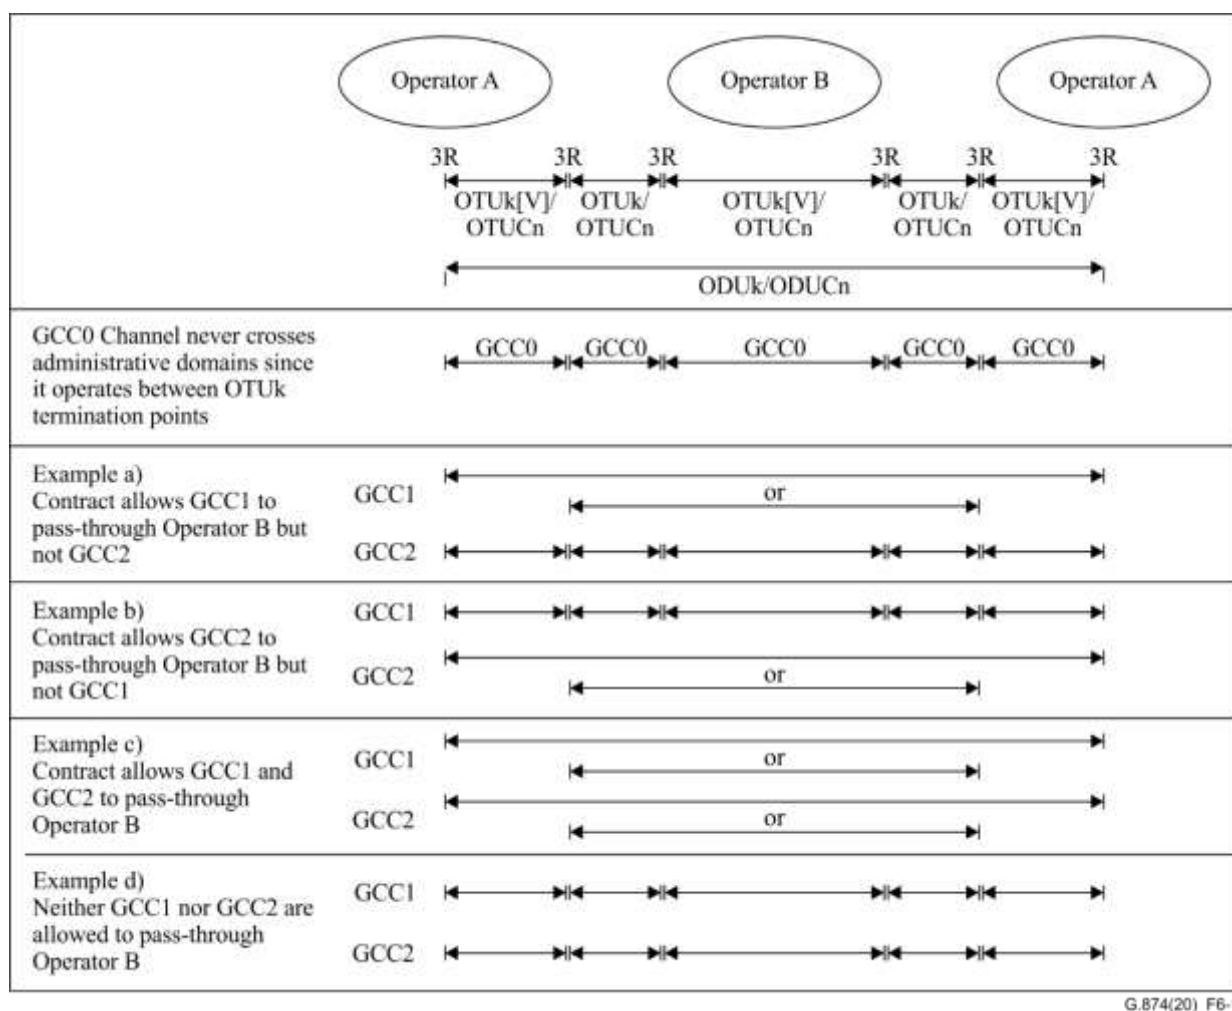 Operator A Operator B Operator A
3R 3R 3R 3R 3R 3R
OTUk[V]/ OTUk/ OTUk[V]/ OTUk/ OTUk[V]/
OTUCn OTUCn OTUCn OTUCn OTUCn
ODUk/ODUCn
GCC0 Channel never crosses
administrative domains since
it operates between OTUk
termination points
GCC0 GCC0 GCC0 GCC0 GCC0
Example a)
Contract allows GCC1 to
pass-through Operator B but
not GCC2
GCC1
or
GCC2
Example b)
Contract allows GCC2 to
pass-through Operator B but
not GCC1
GCC1
GCC2
or
Example c)
Contract allows GCC1 and
GCC2 to pass-through
Operator B
GCC1
or
GCC2
or
Example d)
Neither GCC1 nor GCC2 are
allowed to pass-through
Operator B
GCC1
GCC2
G.874(20)_F6-